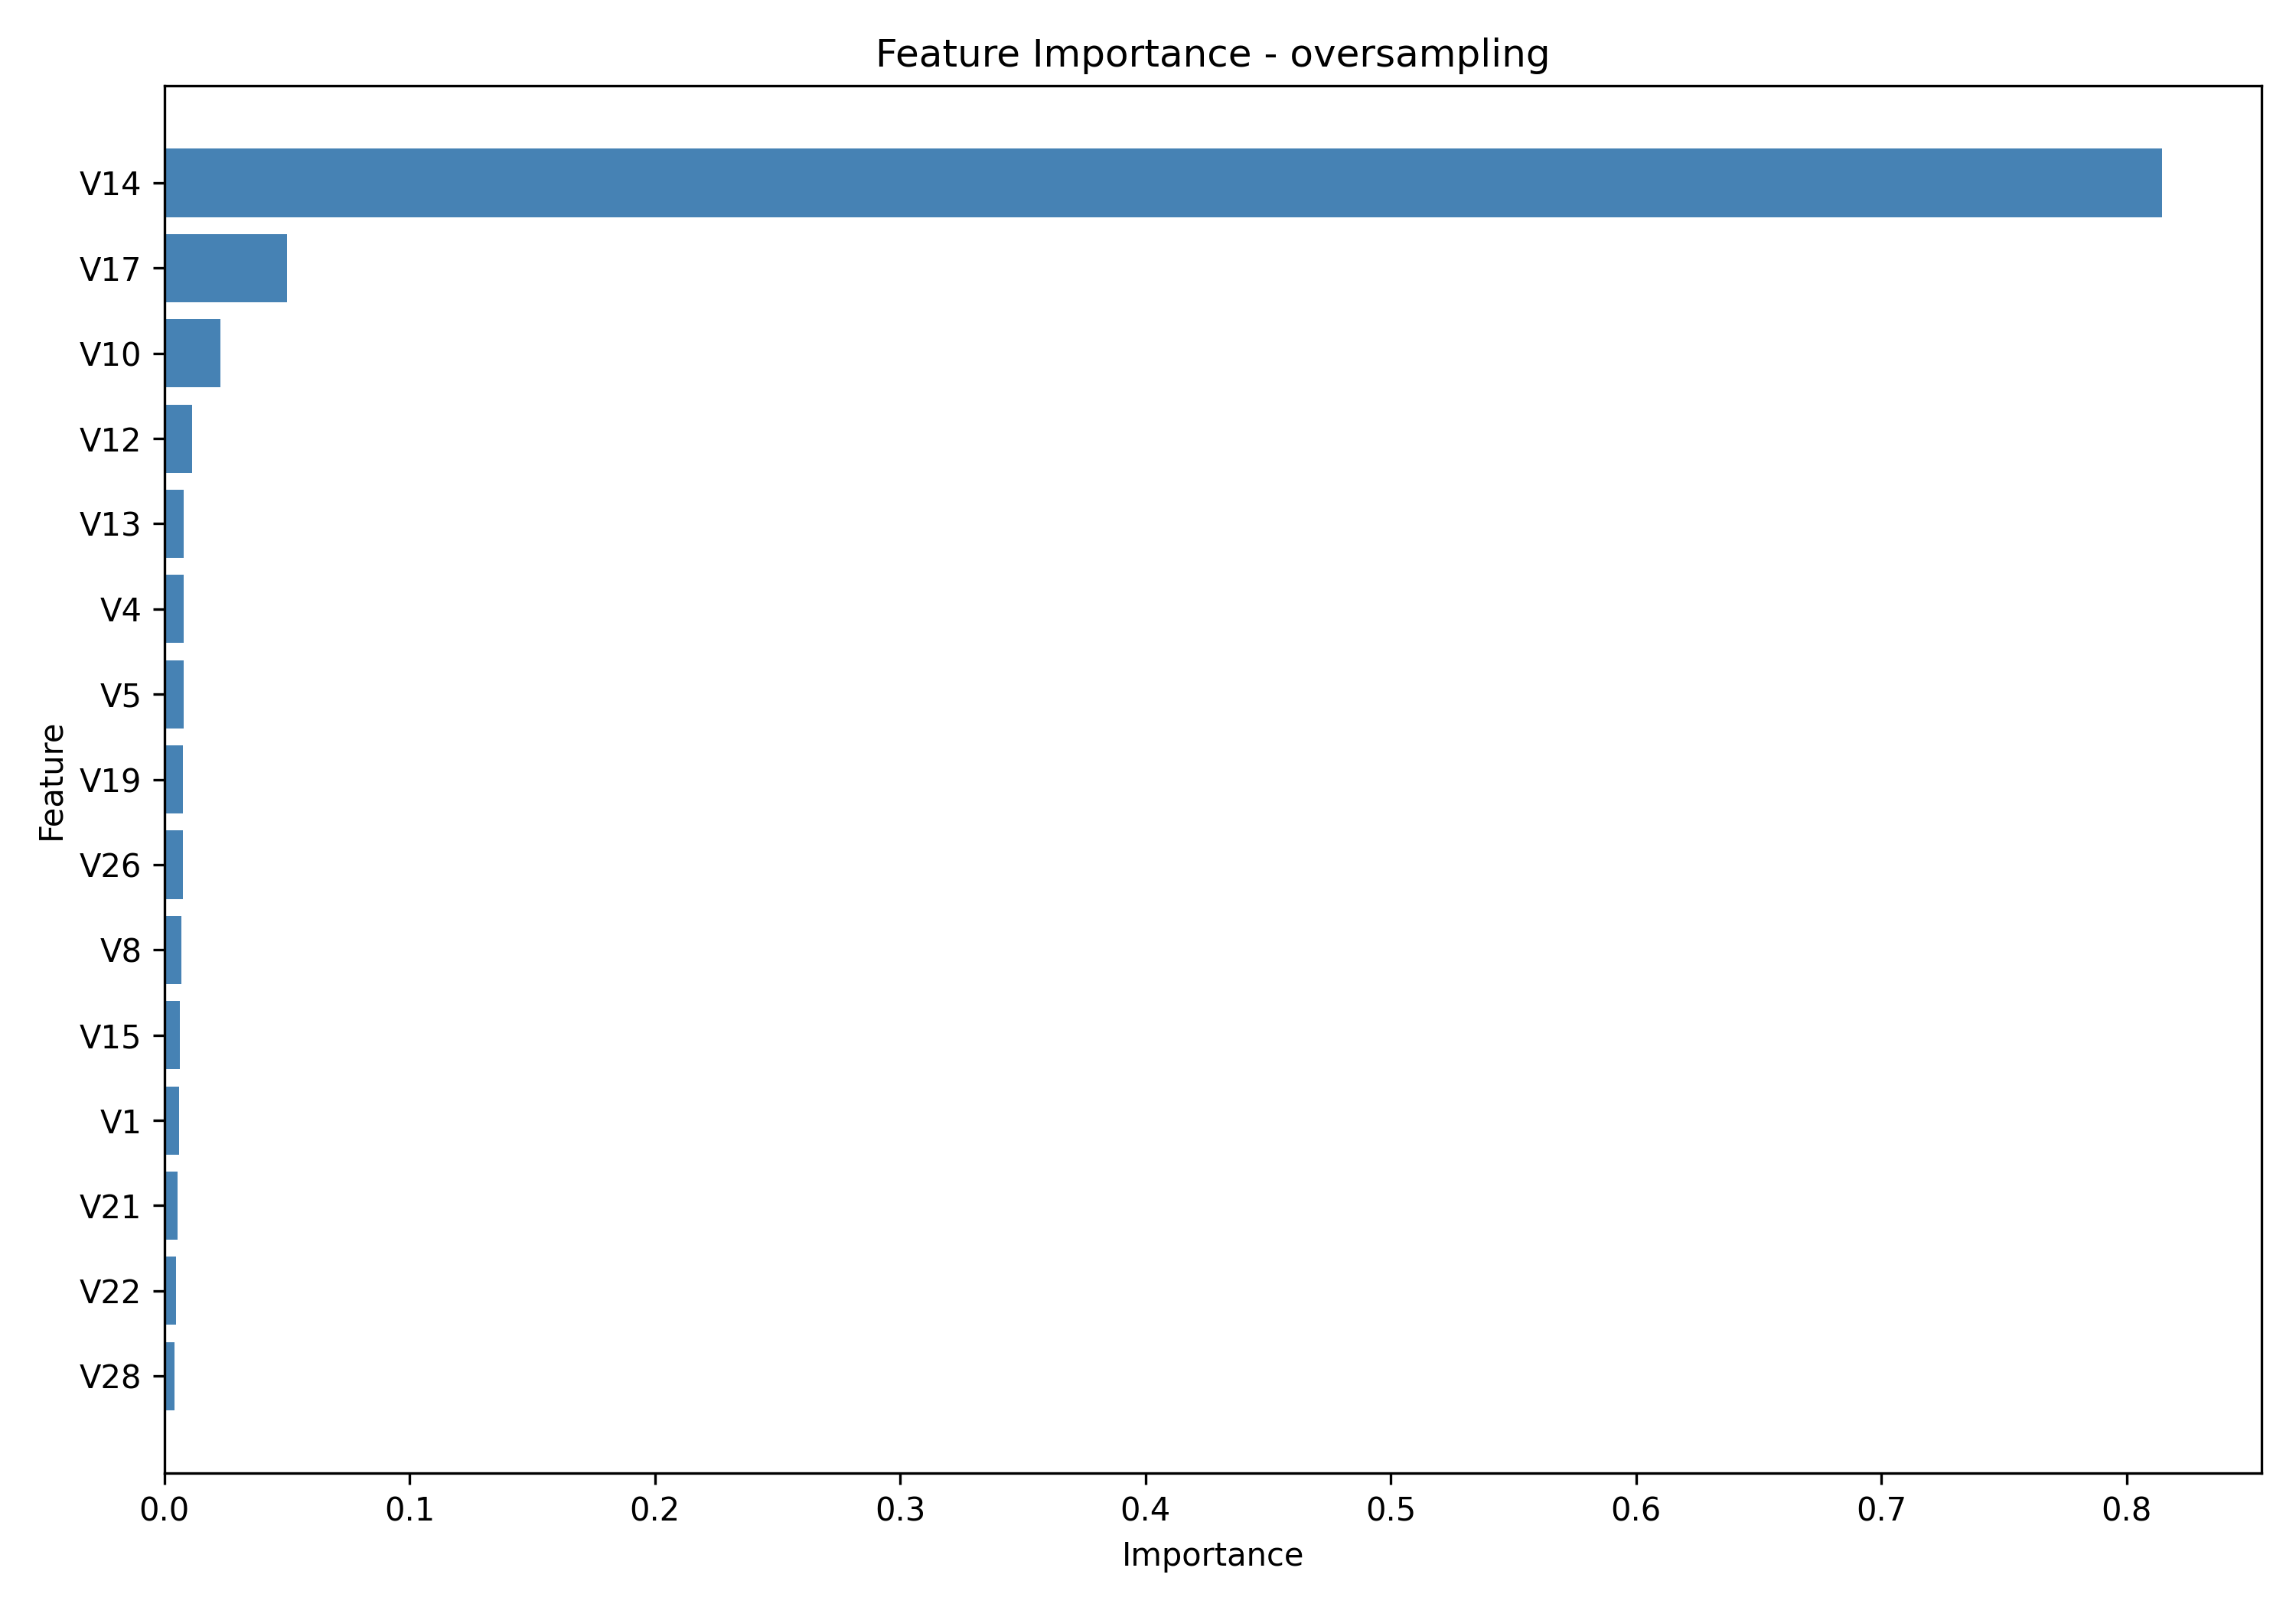 Feature Importance - oversampling
V14
V17
V10
V12
V13
V4
V5
V19
V26
V8
V15
V1
V21
V22
V28
Feature
0.0 0.1 0.2 0.3 0.4 0.5 0.6 0.7 0.8
Importance